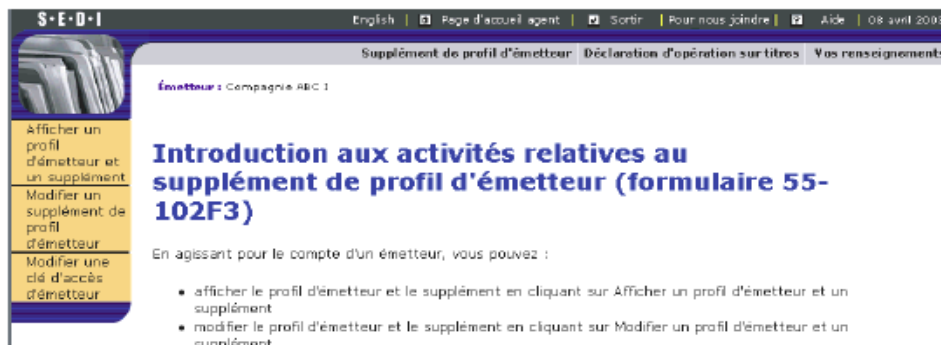 S•E•D•I
English | Page d'accueil agent | Sortir | Pour nous joindre | Aide | 08 avril 2003
Supplément de profil d'émetteur Déclaration d'opération sur titres Vos renseignements
Émetteur : Compagnie ABC I
Afficher un
profil
d'émetteur et
un supplément
Modifier un
supplément de
profil
d'émetteur
Modifier une
clé d'accès
d'émetteur
Introduction aux activités relatives au
supplément de profil d'émetteur (formulaire 55-
102F3)
En agissant pour le compte d'un émetteur, vous pouvez :
• afficher le profil d'émetteur et le supplément en cliquant sur Afficher un profil d'émetteur et un
supplément
• modifier le profil d'émetteur et le supplément en cliquant sur Modifier un profil d'émetteur et un
supplément